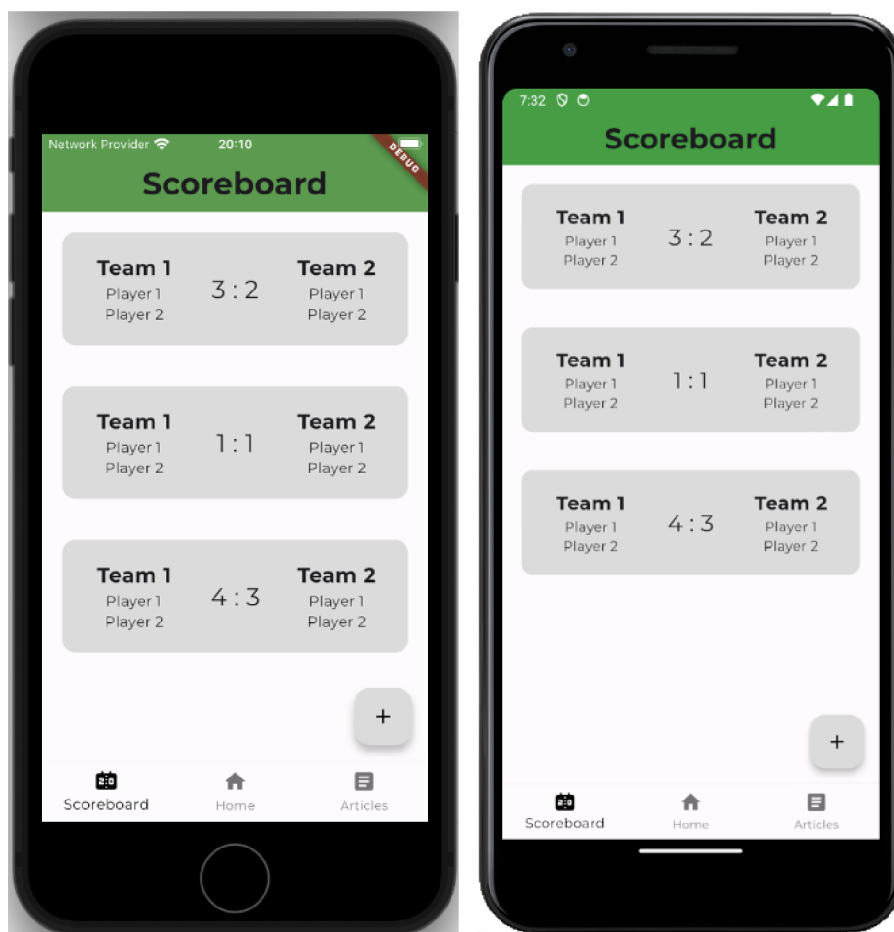 Network Provider 20:10
DEBUG
Scoreboard
Team 1 Team 2
3 : 2
Player 1 Player 1
Player 2 Player 2
Team 1 Team 2
1 : 1
Player 1 Player 1
Player 2 Player 2
Team 1 Team 2
4 : 3
Player 1 Player 1
Player 2 Player 2
+
2:0
Scoreboard Home Articles
7:32
Scoreboard
Team 1 Team 2
3 : 2
Player 1 Player 1
Player 2 Player 2
Team 1 Team 2
1 : 1
Player 1 Player 1
Player 2 Player 2
Team 1 Team 2
4 : 3
Player 1 Player 1
Player 2 Player 2
+
2:0
Scoreboard Home Articles